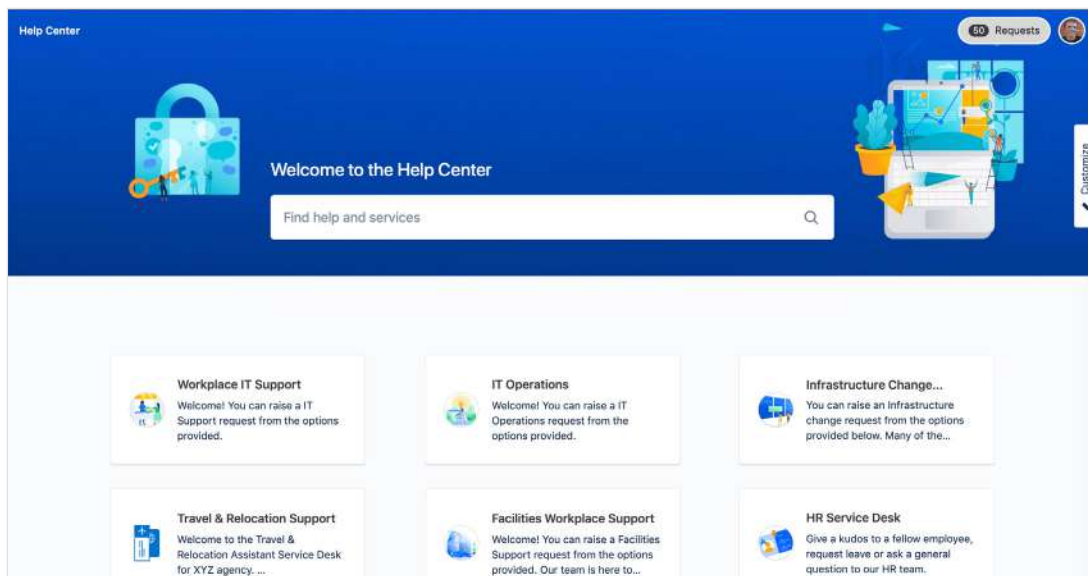 Help Center
50 Requests
Customize
Welcome to the Help Center
Find help and services
Workplace IT Support
Welcome! You can raise a IT
Support request from the options
provided.
IT Operations
Welcome! You can raise a IT
Operations request from the
options provided.
Infrastructure Change...
You can raise an Infrastructure
change request from the options
provided below. Many of the...
Travel & Relocation Support
Welcome to the Travel &
Relocation Assistant Service Desk
for XYZ agency. ...
Facilities Workplace Support
Welcome! You can raise a Facilities
Support request from the options
provided. Our team is here to...
HR Service Desk
Give a kudos to a fellow employee,
request leave or ask a general
question to our HR team.